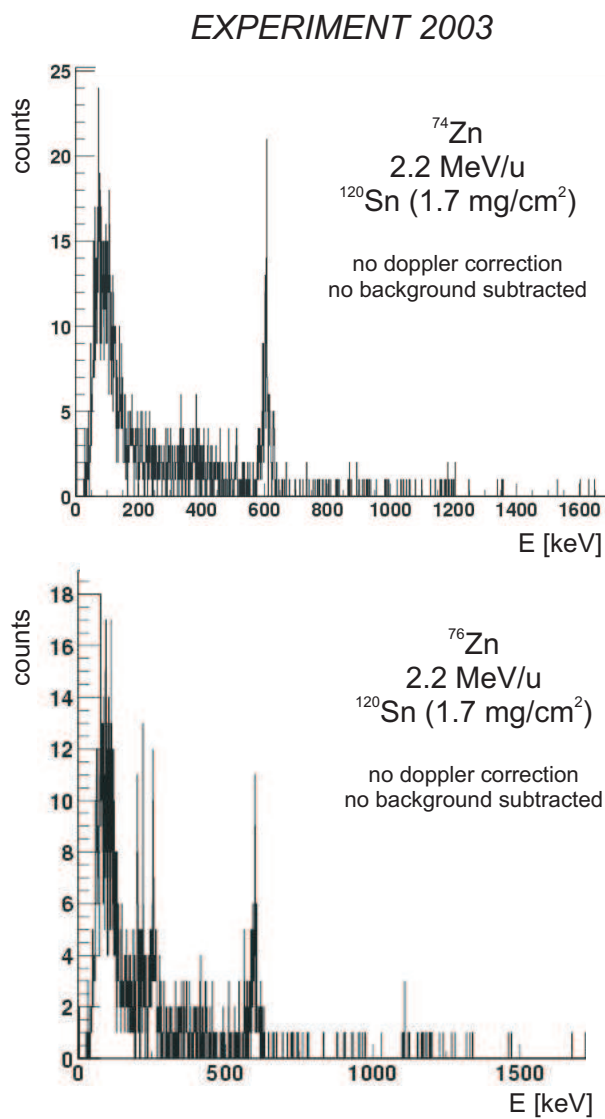 EXPERIMENT 2003
counts
25
20
15
10
5
0
⁷⁴Zn
2.2 MeV/u
¹²⁰Sn (1.7 mg/cm²)
no doppler correction
no background subtracted
0 200 400 600 800 1000 1200 1400 1600
E [keV]
counts
18
16
14
12
10
8
6
4
2
0
⁷⁶Zn
2.2 MeV/u
¹²⁰Sn (1.7 mg/cm²)
no doppler correction
no background subtracted
0 500 1000 1500
E [keV]